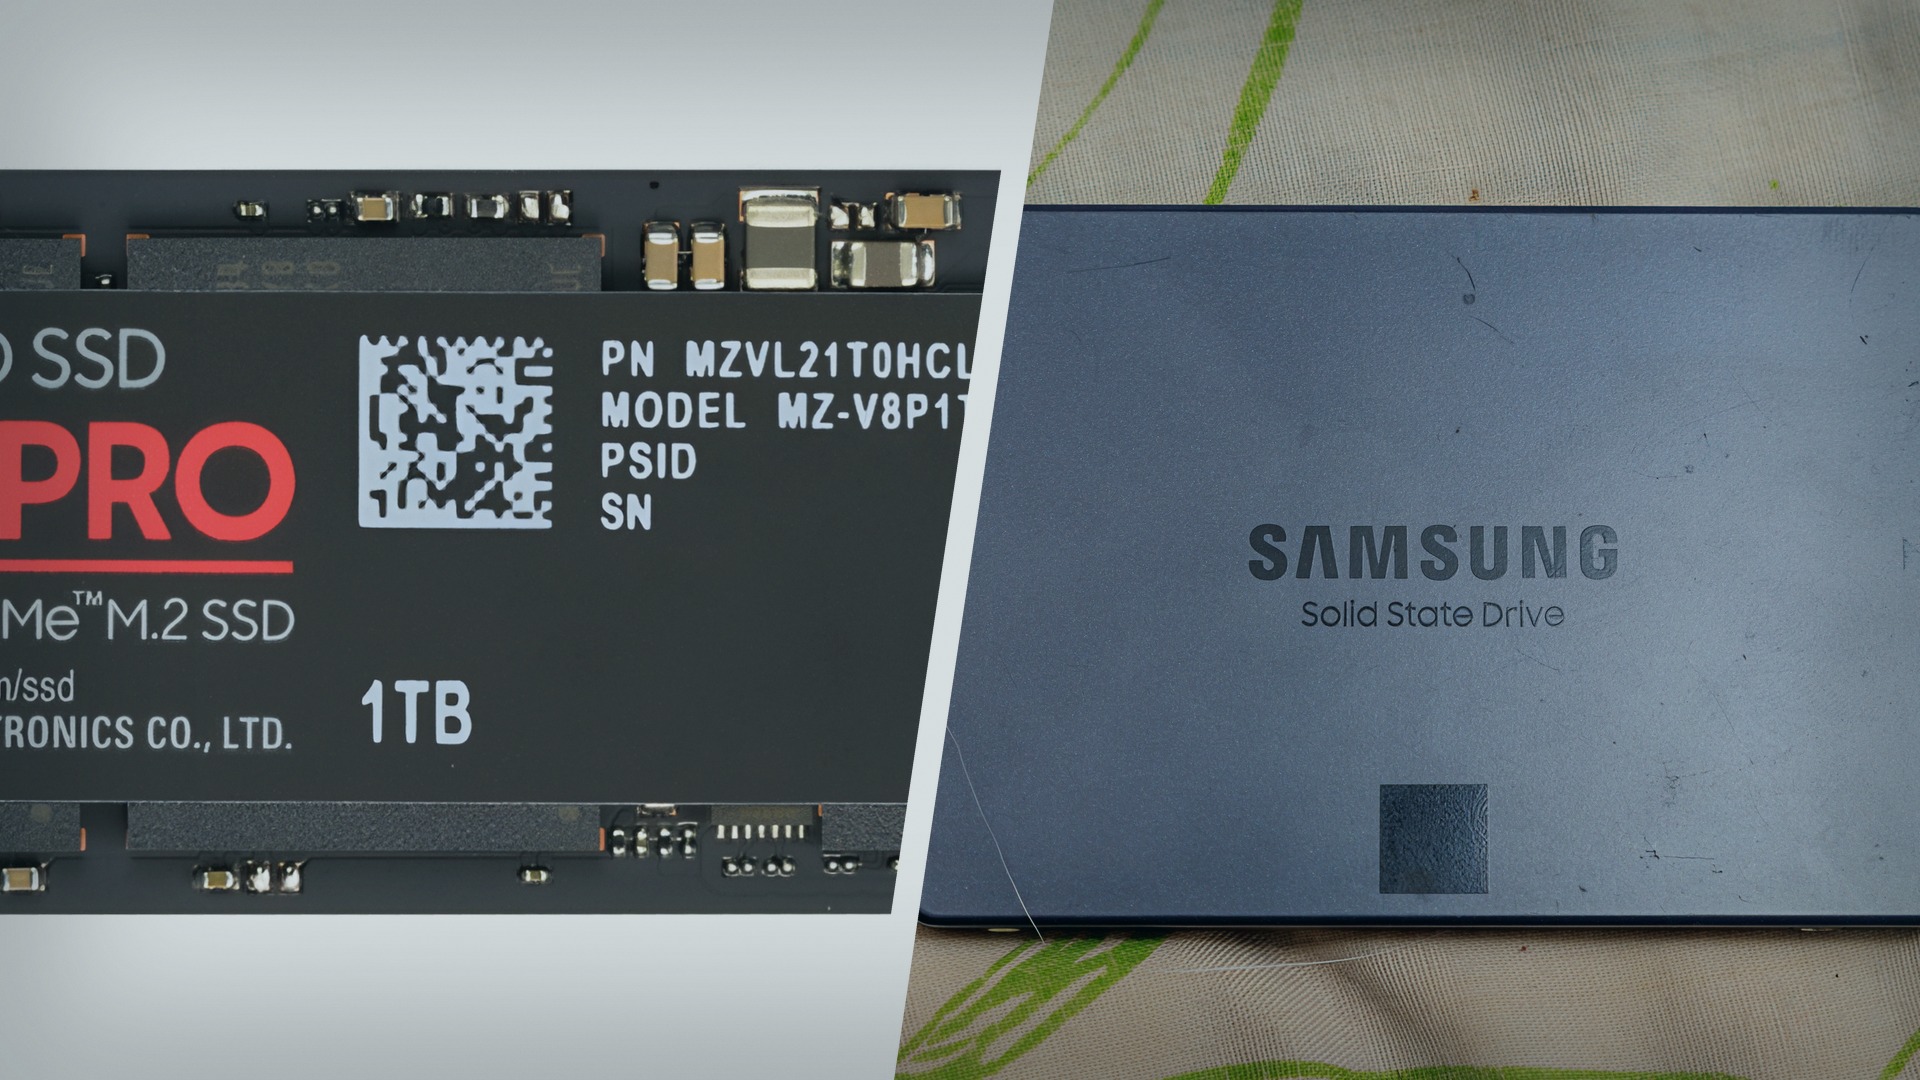 SSD
PRO
Me™ M.2 SSD
n/ssd
TRONICS CO., LTD.
1TB
PN MZVL21T0HCL
MODEL MZ-V8P1T
PSID
SN
SAMSUNG
Solid State Drive